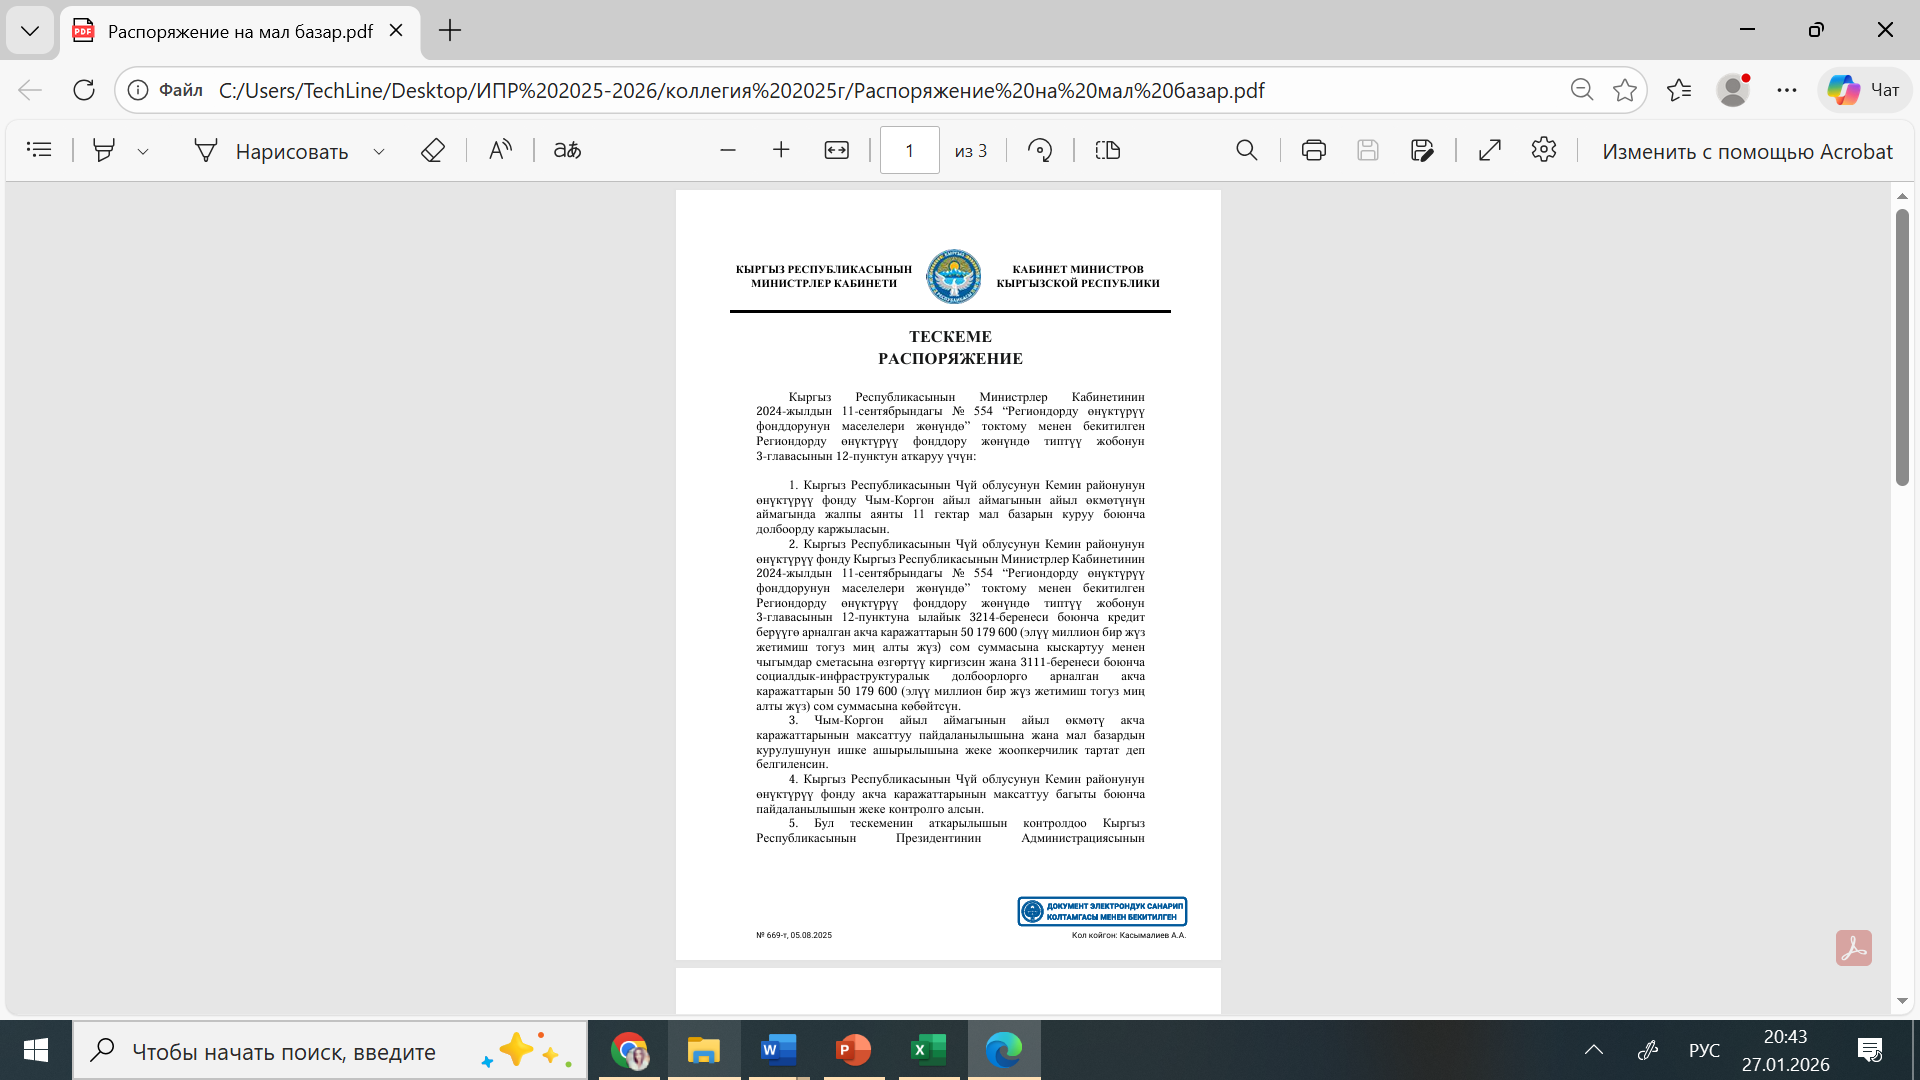 Распоряжение на мал базар.pdf
Файл C:/Users/TechLine/Desktop/ИПР%202025-2026/коллегия%202025г/Распоряжение%20на%20мал%20базар.pdf
Чат
Нарисовать
1 из 3
Изменить с помощью Acrobat
КЫРГЫЗ РЕСПУБЛИКАСЫНЫН
МИНИСТРЛЕР КАБИНЕТИ
КАБИНЕТ МИНИСТРОВ
КЫРГЫЗСКОЙ РЕСПУБЛИКИ
ТЕСКЕМЕ
РАСПОРЯЖЕНИЕ
Кыргыз Республикасынын Министрлер Кабинетинин
2024-жылдын 11-сентябрындагы № 554 “Региондорду өнүктүрүү
фонддорунун маселелери жөнүндө” токтому менен бекитилген
Региондорду өнүктүрүү фонддору жөнүндө типтүү жобонун
3-главасынын 12-пунктун аткаруу үчүн:
1. Кыргыз Республикасынын Чүй облусунун Кемин районунун
өнүктүрүү фонду Чым-Коргон айыл аймагынын айыл өкмөтүнүн
аймагында жалпы аянты 11 гектар мал базарын куруу боюнча
долбоорду каржыласын.
2. Кыргыз Республикасынын Чүй облусунун Кемин районунун
өнүктүрүү фонду Кыргыз Республикасынын Министрлер Кабинетинин
2024-жылдын 11-сентябрындагы № 554 “Региондорду өнүктүрүү
фонддорунун маселелери жөнүндө” токтому менен бекитилген
Региондорду өнүктүрүү фонддору жөнүндө типтүү жобонун
3-главасынын 12-пунктуна ылайык 3214-беренеси боюнча кредит
берүүгө арналган акча каражаттарын 50 179 600 (элүү миллион бир жүз
жетимиш тогуз миң алты жүз) сом суммасына кыскартуу менен
чыгымдар сметасына өзгөртүү киргизсин жана 3111-беренеси боюнча
социалдык-инфраструктуралык долбоорлорго арналган акча
каражаттарын 50 179 600 (элүү миллион бир жүз жетимиш тогуз миң
алты жүз) сом суммасына көбөйтсүн.
3. Чым-Коргон айыл аймагынын айыл өкмөтү акча
каражаттарынын максаттуу пайдаланылышына жана мал базардын
курулушунун ишке ашырылышына жеке жоопкерчилик тартат деп
белгиленсин.
4. Кыргыз Республикасынын Чүй облусунун Кемин районунун
өнүктүрүү фонду акча каражаттарынын максаттуу багыты боюнча
пайдаланылышын жеке контролго алсын.
5. Бул тескеменин аткарылышын контролдоо Кыргыз
Республикасынын Президентинин Администрациясынын
ДОКУМЕНТ ЭЛЕКТРОНДУК САНАРИП
КОЛТАМГАСЫ МЕНЕН БЕКИТИЛГЕН
№ 669-т, 05.08.2025
Кол койгон: Касымалиев А.А.
Чтобы начать поиск, введите
РУС
20:43
27.01.2026